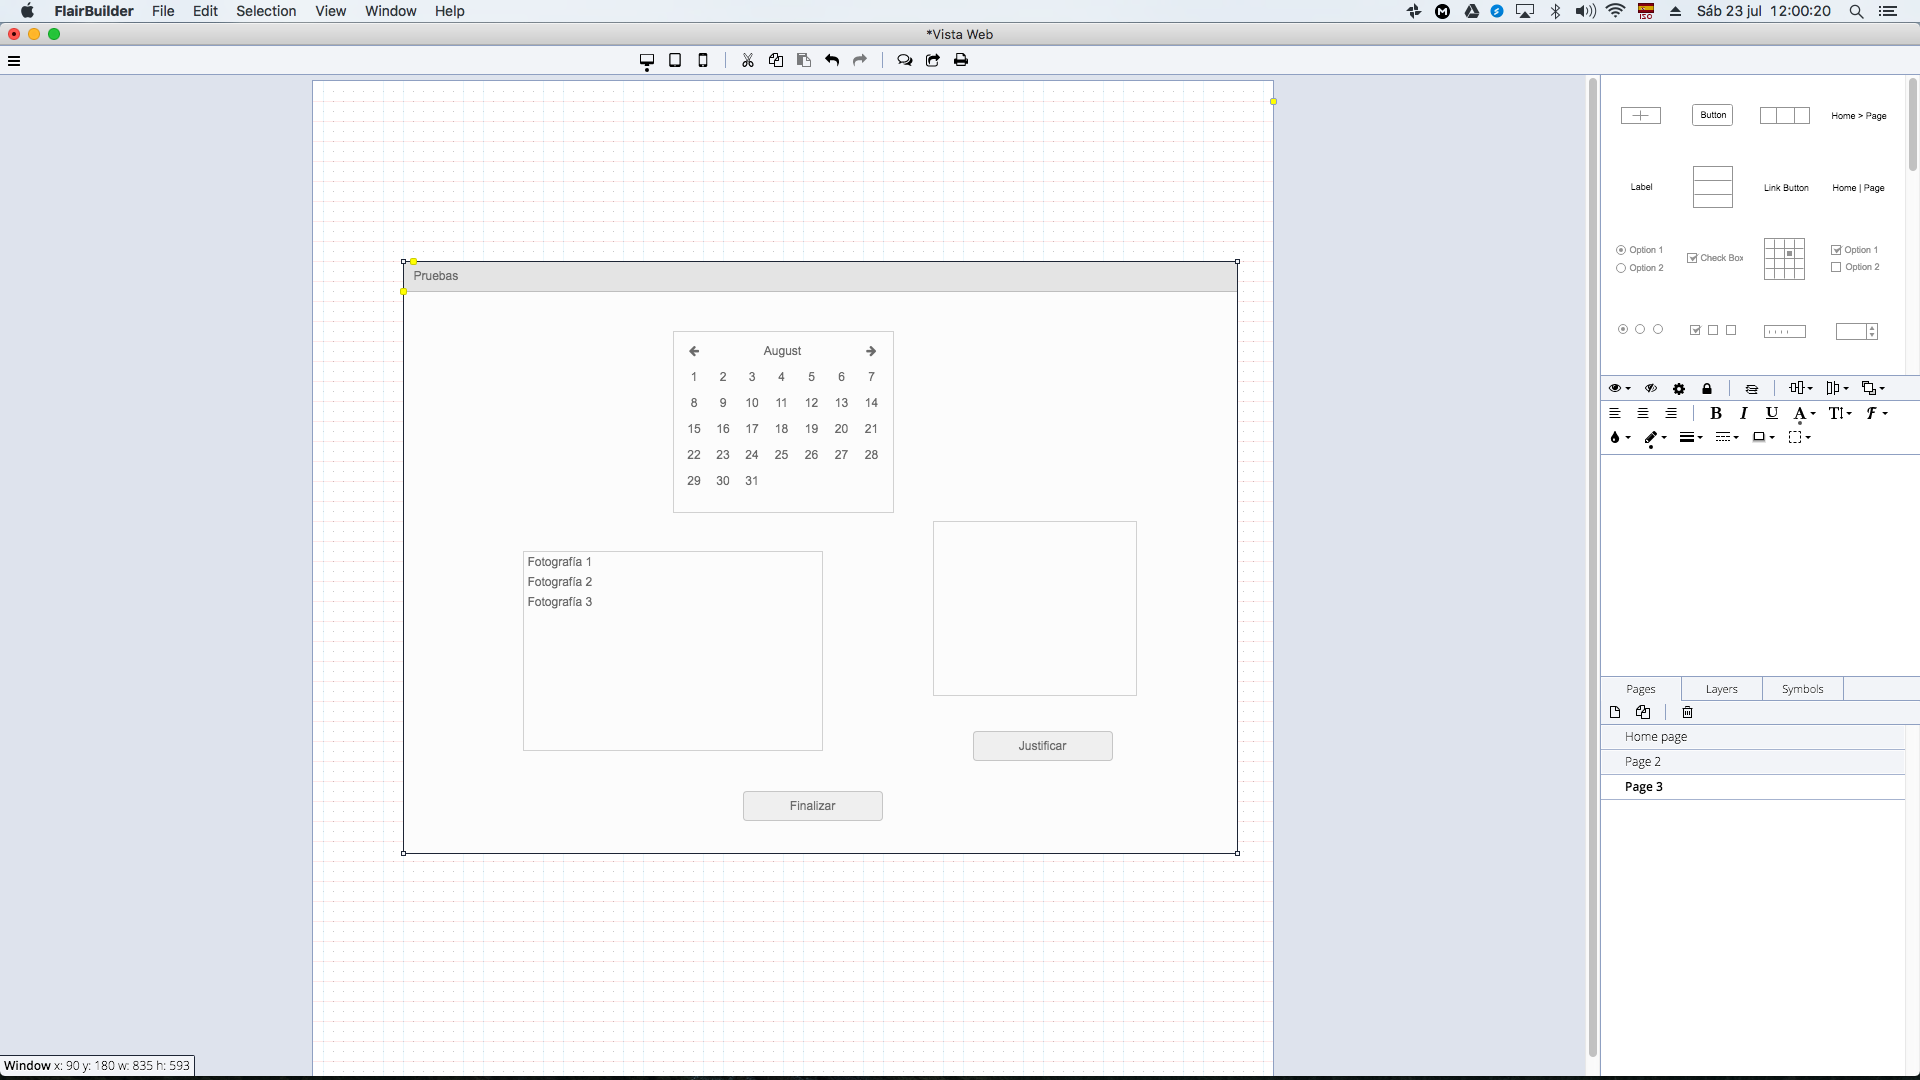 FlairBuilder File Edit Selection View Window Help Sáb 23 jul 12:00:20
*Vista Web
Button
Home > Page
Label
Link Button
Home | Page
Option 1
Option 2
Check Box
Option 1
Option 2
Pruebas
August
1 2 3 4 5 6 7
8 9 10 11 12 13 14
15 16 17 18 19 20 21
22 23 24 25 26 27 28
29 30 31
Fotografía 1
Fotografía 2
Fotografía 3
Justificar
Finalizar
B I U A T F
Pages Layers Symbols
Home page
Page 2
Page 3
Window x: 90 y: 180 w: 835 h: 593